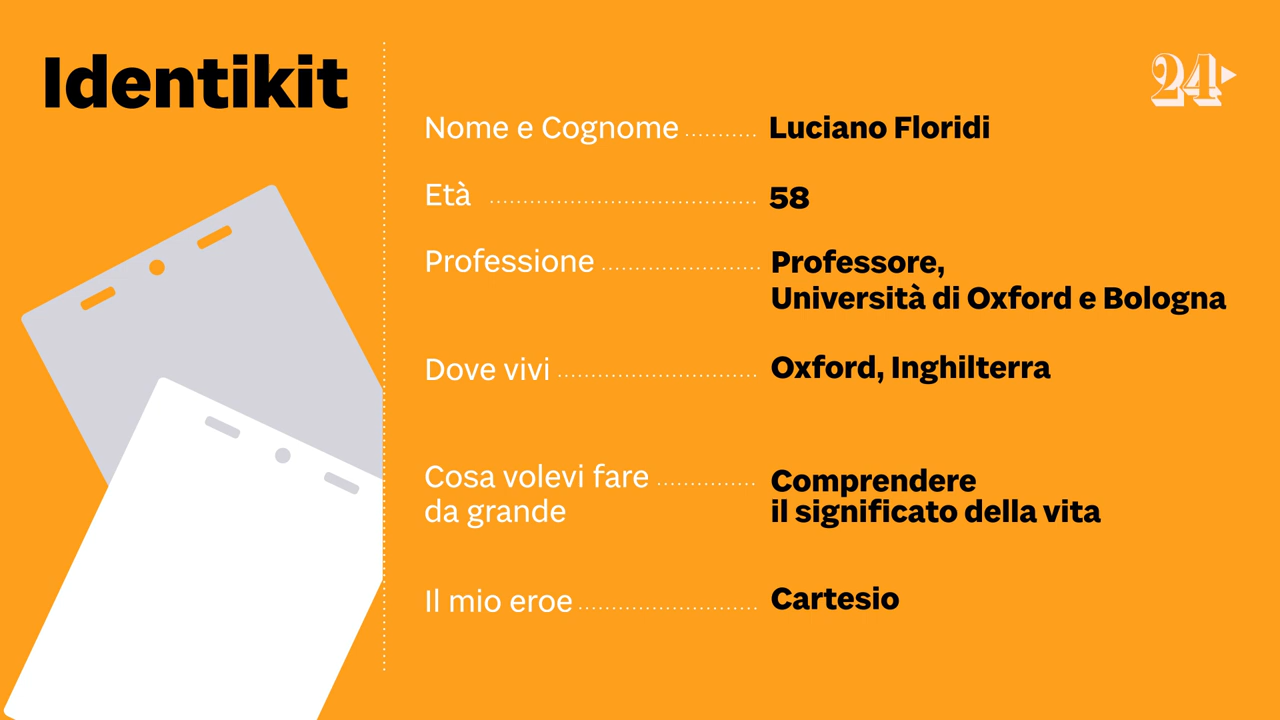 Identikit
24
Nome e Cognome .......... Luciano Floridi
Età .......... 58
Professione .......... Professore,
Università di Oxford e Bologna
Dove vivi .......... Oxford, Inghilterra
Cosa volevi fare .......... Comprendere
da grande il significato della vita
Il mio eroe .......... Cartesio